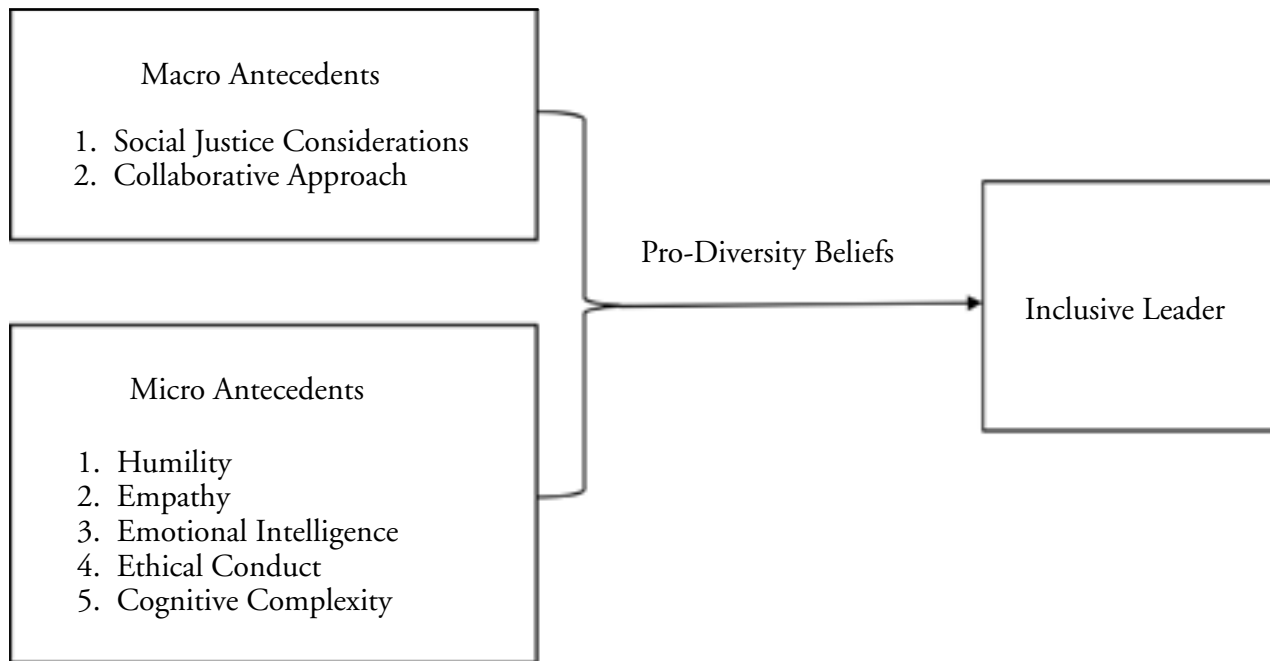 Macro Antecedents
1. Social Justice Considerations
2. Collaborative Approach
Pro-Diversity Beliefs
Inclusive Leader
Micro Antecedents
1. Humility
2. Empathy
3. Emotional Intelligence
4. Ethical Conduct
5. Cognitive Complexity